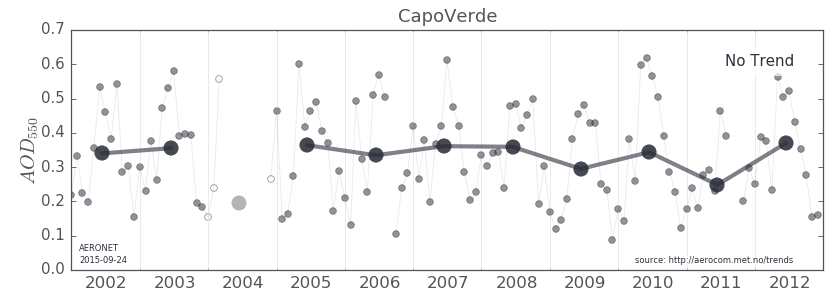 CapoVerde
0.7
0.6
0.5
0.4
0.3
0.2
0.1
0.0
AOD550
No Trend
AERONET
2015-09-24
source: http://aerocom.met.no/trends
2002 2003 2004 2005 2006 2007 2008 2009 2010 2011 2012